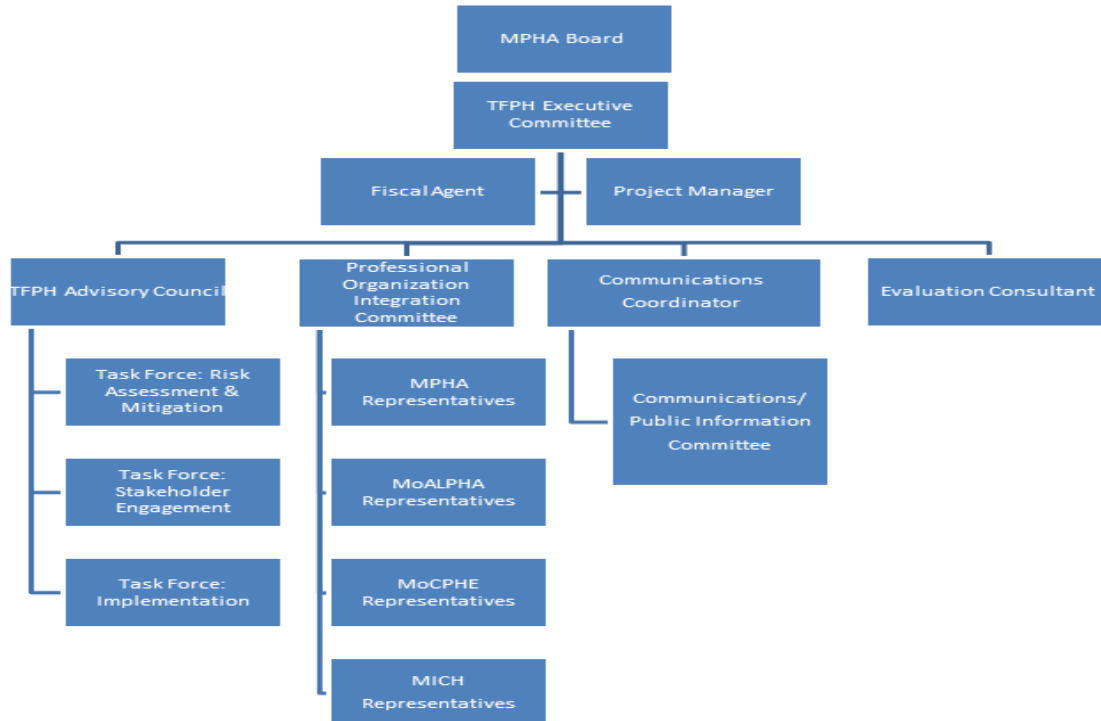 MPHA Board
TFPH Executive
Committee
Fiscal Agent
Project Manager
TFPH Advisory Council
Professional
Organization
Integration
Committee
Communications
Coordinator
Evaluation Consultant
Task Force: Risk
Assessment &
Mitigation
Task Force:
Stakeholder
Engagement
Task Force:
Implementation
MPHA
Representatives
MoALPHA
Representatives
MoCPHE
Representatives
MICH
Representatives
Communications/
Public Information
Committee